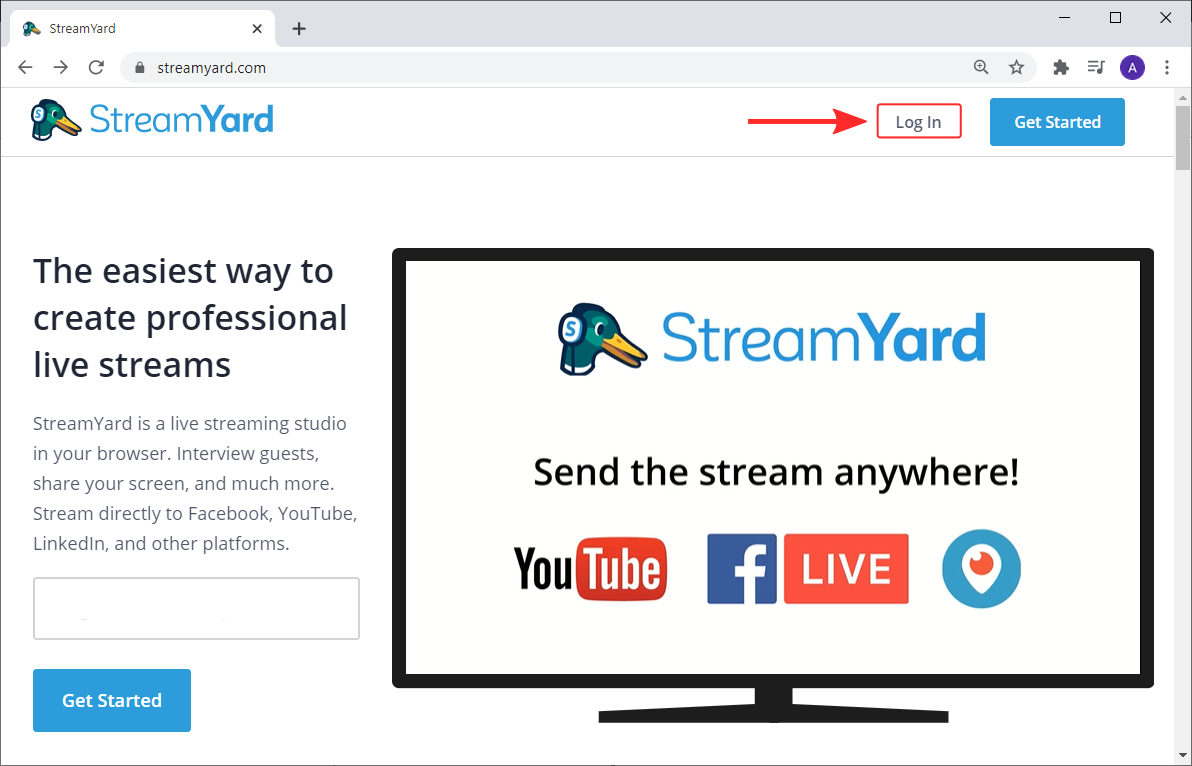 StreamYard
streamyard.com
A
S StreamYard
Log In
Get Started
The easiest way to
create professional
live streams
StreamYard is a live streaming studio
in your browser. Interview guests,
share your screen, and much more.
Stream directly to Facebook, YouTube,
LinkedIn, and other platforms.
Get Started
S StreamYard
Send the stream anywhere!
YouTube
f LIVE